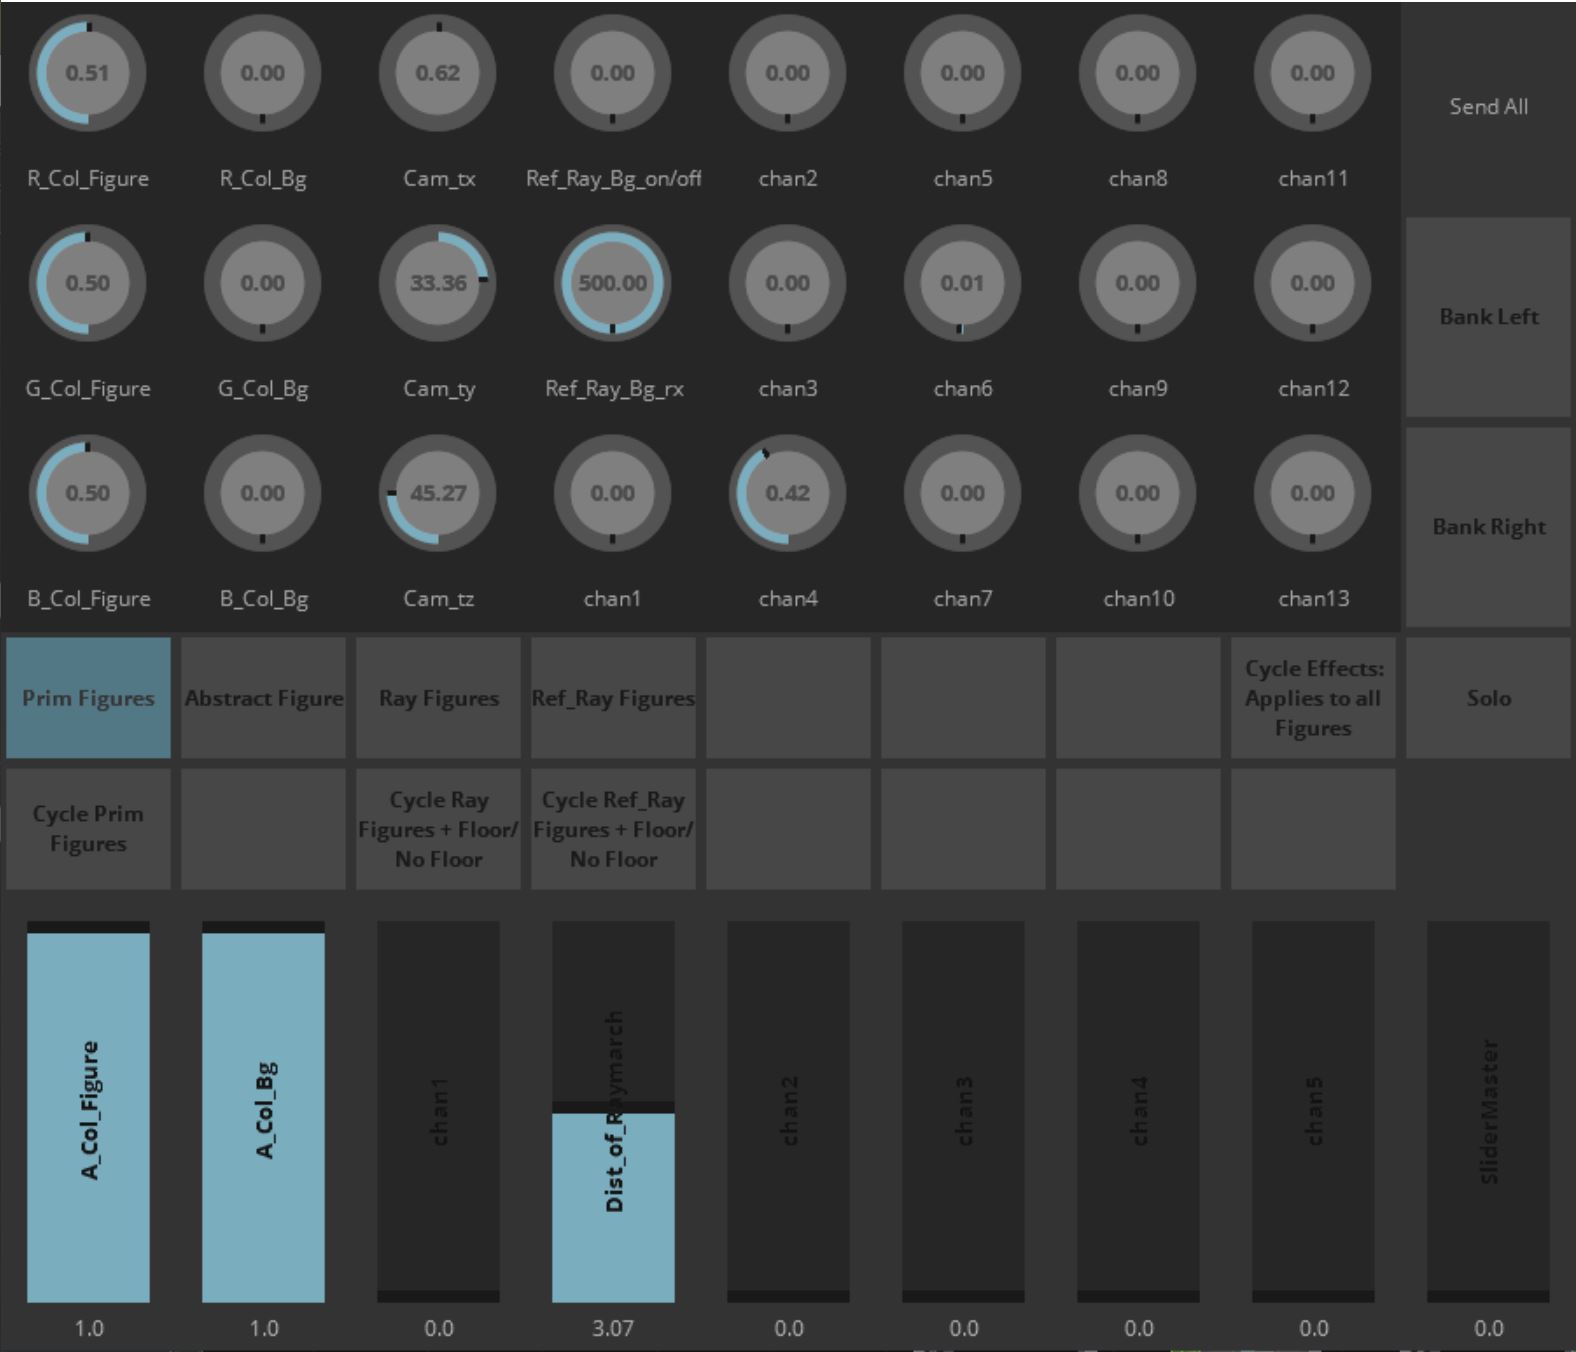 0.51 0.00 0.62 0.00 0.00 0.00 0.00 0.00
Send All
R_Col_Figure R_Col_Bg Cam_tx Ref_Ray_Bg_on/off chan2 chan5 chan8 chan11
0.50 0.00 33.36 500.00 0.00 0.01 0.00 0.00
Bank Left
G_Col_Figure G_Col_Bg Cam_ty Ref_Ray_Bg_rx chan3 chan6 chan9 chan12
0.50 0.00 45.27 0.00 0.42 0.00 0.00 0.00
Bank Right
B_Col_Figure B_Col_Bg Cam_tz chan1 chan4 chan7 chan10 chan13
Prim Figures
Abstract Figure
Ray Figures
Ref_Ray Figures
Cycle Effects:
Applies to all
Figures
Solo
Cycle Prim
Figures
Cycle Ray
Figures + Floor/
No Floor
Cycle Ref_Ray
Figures + Floor/
No Floor
A_Col_Figure
A_Col_Bg
chan1
Dist_of_Raymarch
chan2
chan3
chan4
chan5
SliderMaster
1.0 1.0 0.0 3.07 0.0 0.0 0.0 0.0 0.0